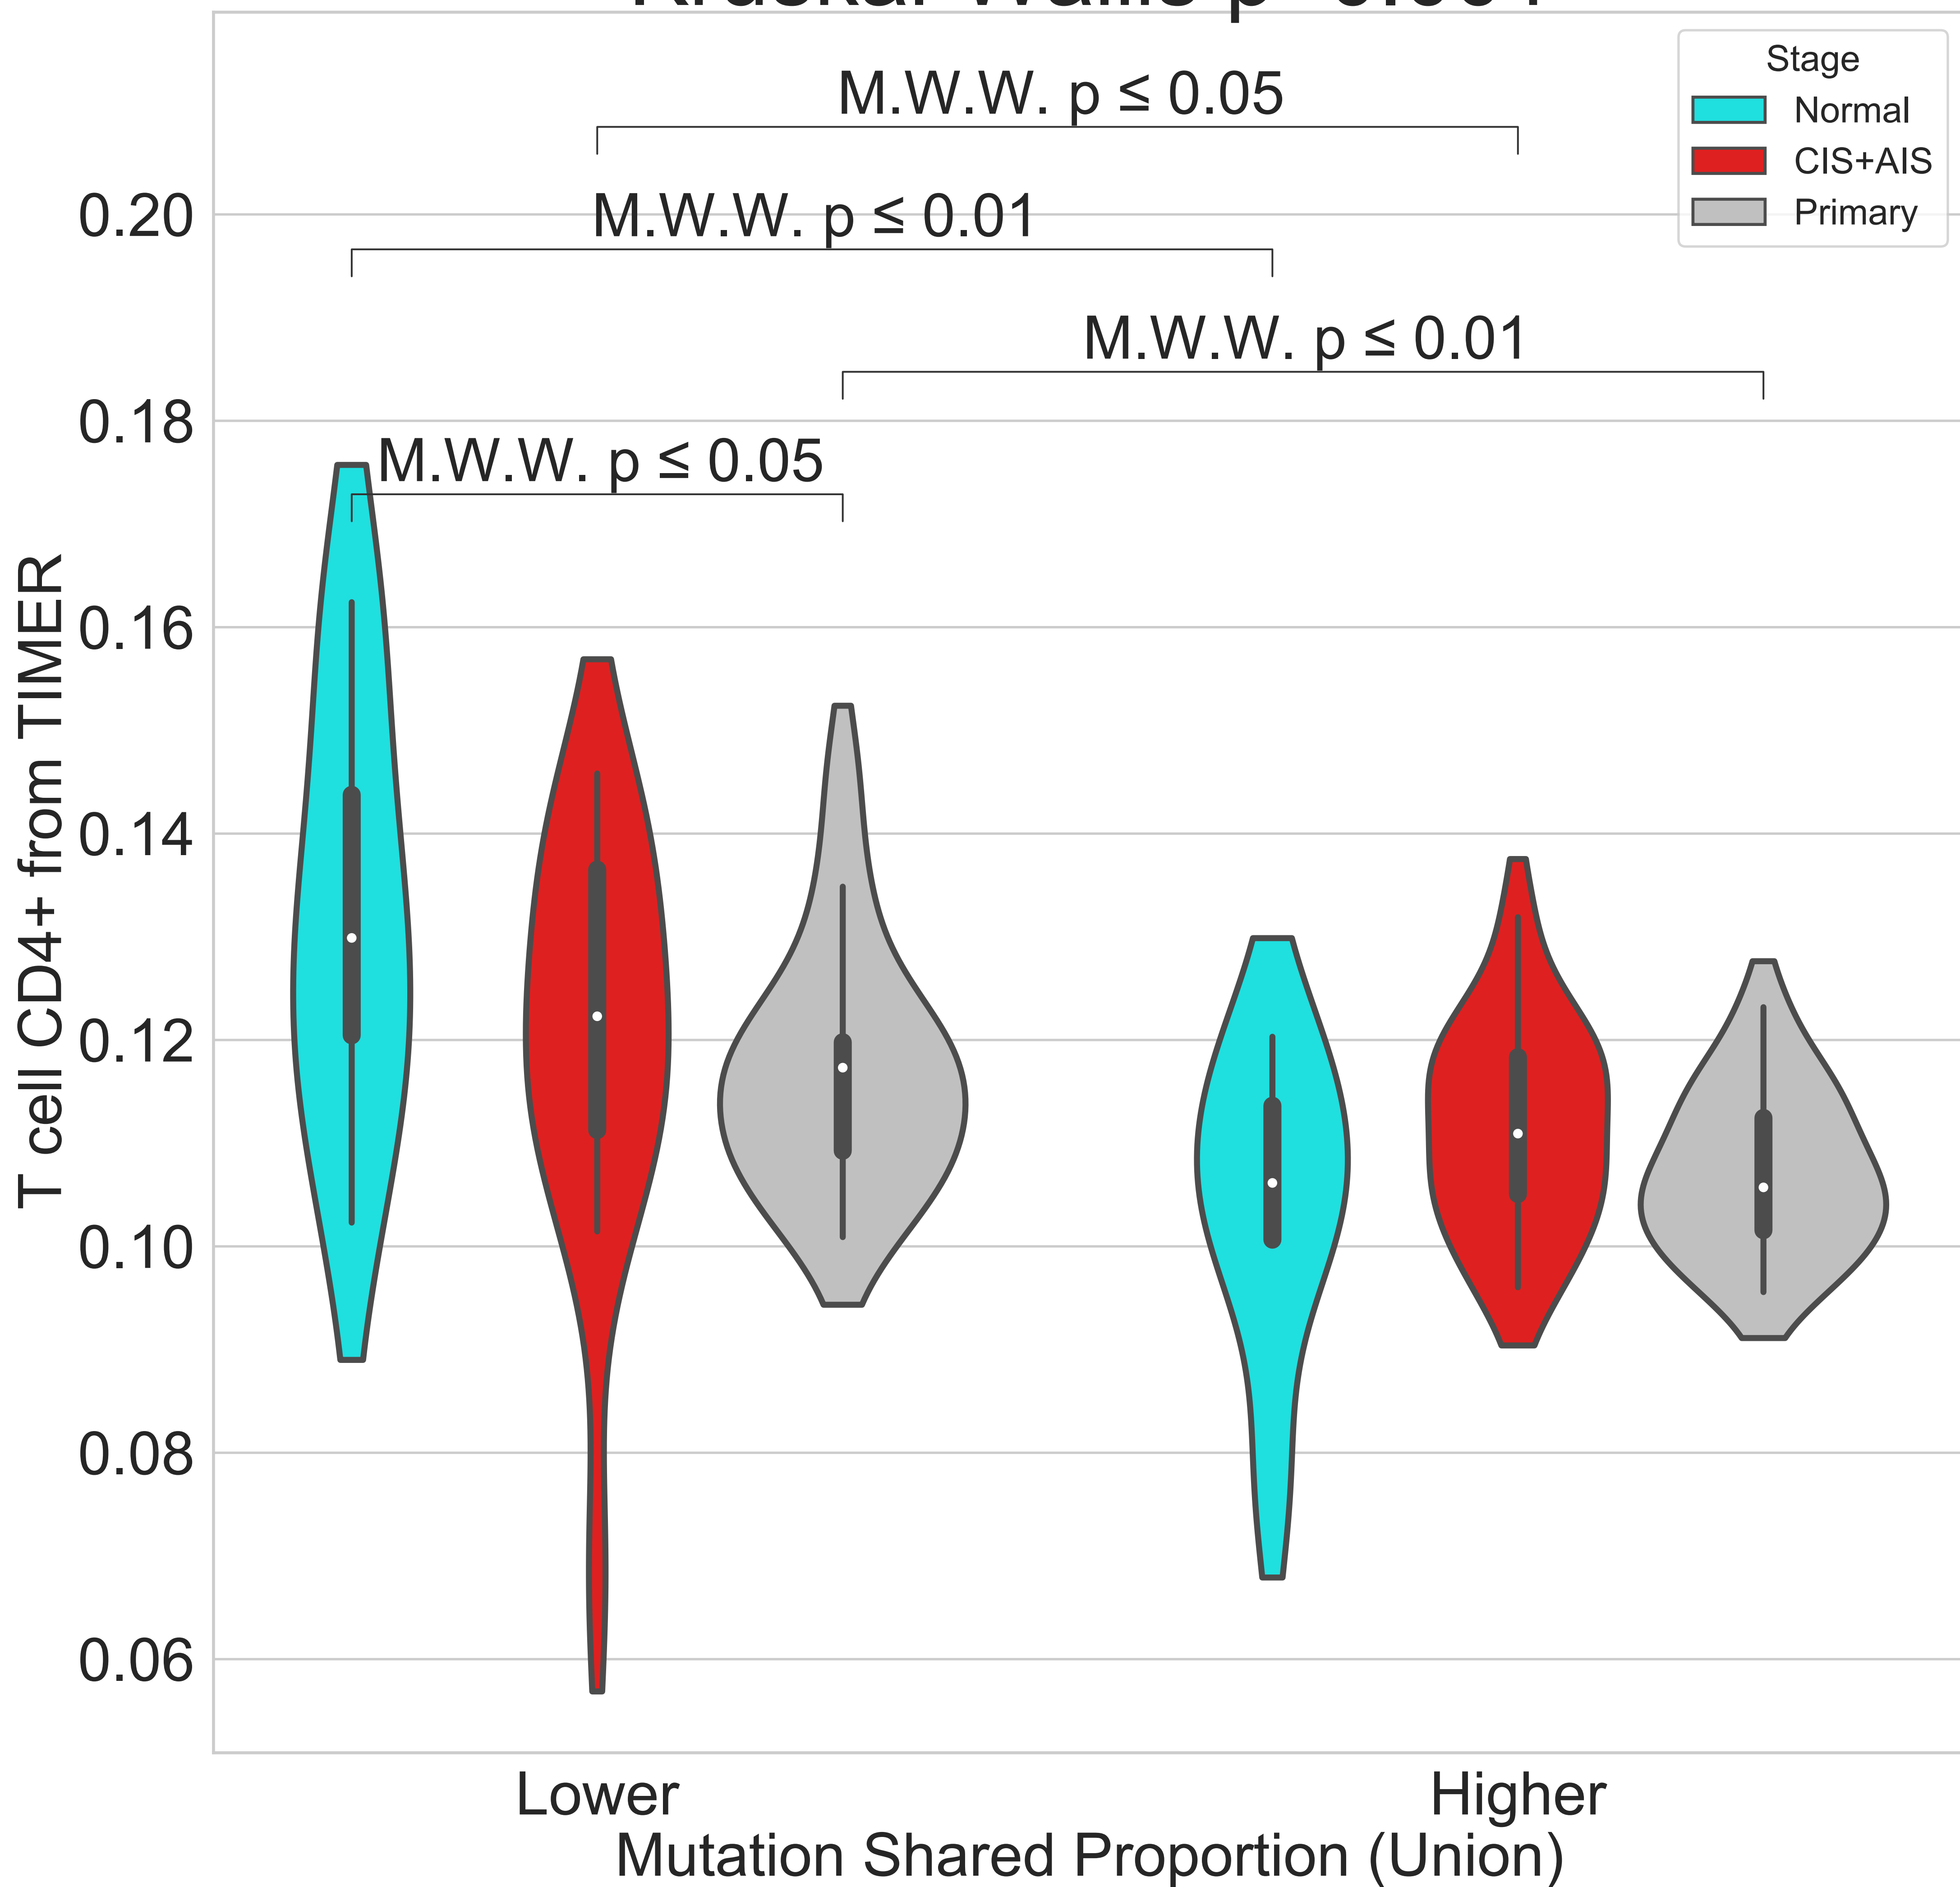 M.W.W. p ≤ 0.05
M.W.W. p ≤ 0.01
M.W.W. p ≤ 0.01
M.W.W. p ≤ 0.05
Stage
Normal
CIS+AIS
Primary
T cell CD4+ from TIMER
0.20
0.18
0.16
0.14
0.12
0.10
0.08
0.06
Lower
Higher
Mutation Shared Proportion (Union)